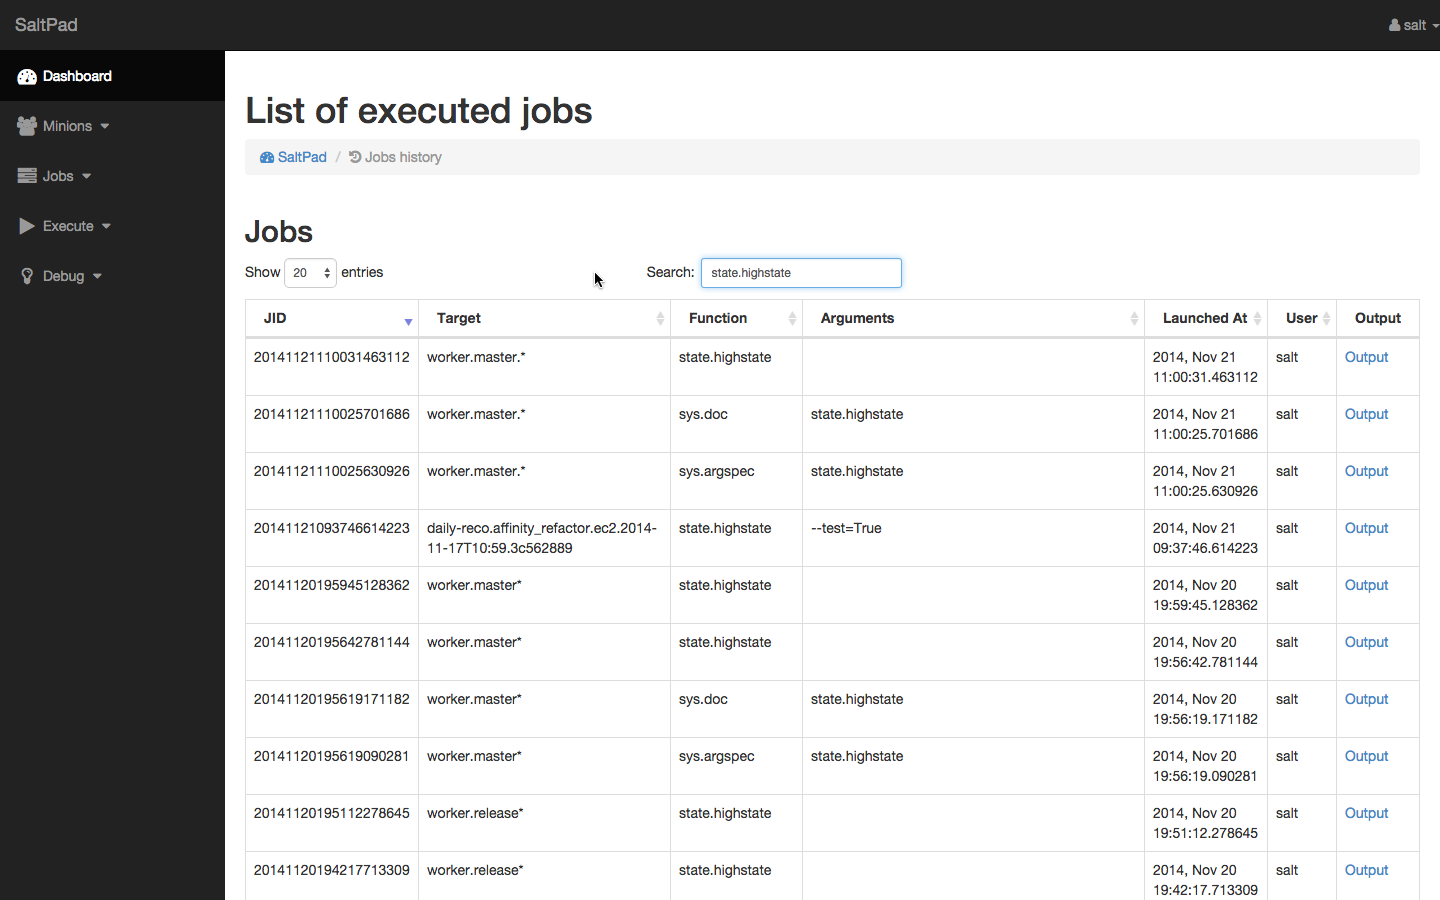 SaltPad
salt
Dashboard
Minions
Jobs
Execute
Debug
List of executed jobs
SaltPad / Jobs history
Jobs
Show 20 entries Search: state.highstate
JID Target Function Arguments Launched At User Output
20141121110031463112 worker.master.* state.highstate 2014, Nov 21 salt Output
11:00:31.463112
20141121110025701686 worker.master.* sys.doc state.highstate 2014, Nov 21 salt Output
11:00:25.701686
20141121110025630926 worker.master.* sys.argspec state.highstate 2014, Nov 21 salt Output
11:00:25.630926
20141121093746614223 daily-reco.affinity_refactor.ec2.2014- state.highstate --test=True 2014, Nov 21 salt Output
11-17T10:59.3c562889 09:37:46.614223
20141120195945128362 worker.master* state.highstate 2014, Nov 20 salt Output
19:59:45.128362
20141120195642781144 worker.master* state.highstate 2014, Nov 20 salt Output
19:56:42.781144
20141120195619171182 worker.master* sys.doc state.highstate 2014, Nov 20 salt Output
19:56:19.171182
20141120195619090281 worker.master* sys.argspec state.highstate 2014, Nov 20 salt Output
19:56:19.090281
20141120195112278645 worker.release* state.highstate 2014, Nov 20 salt Output
19:51:12.278645
20141120194217713309 worker.release* state.highstate 2014, Nov 20 salt Output
19:42:17.713309